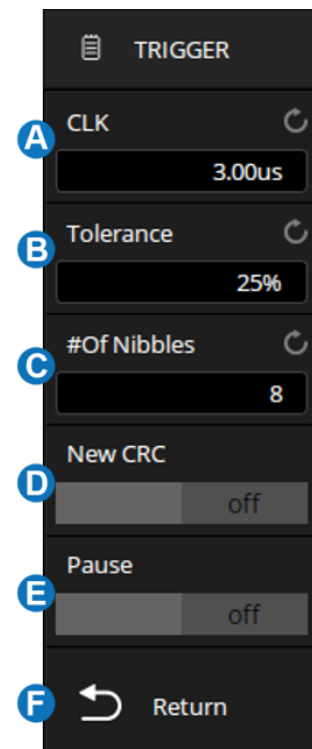 TRIGGER
A
CLK
3.00us
B
Tolerance
25%
C
#Of Nibbles
8
D
New CRC
off
E
Pause
off
F
Return